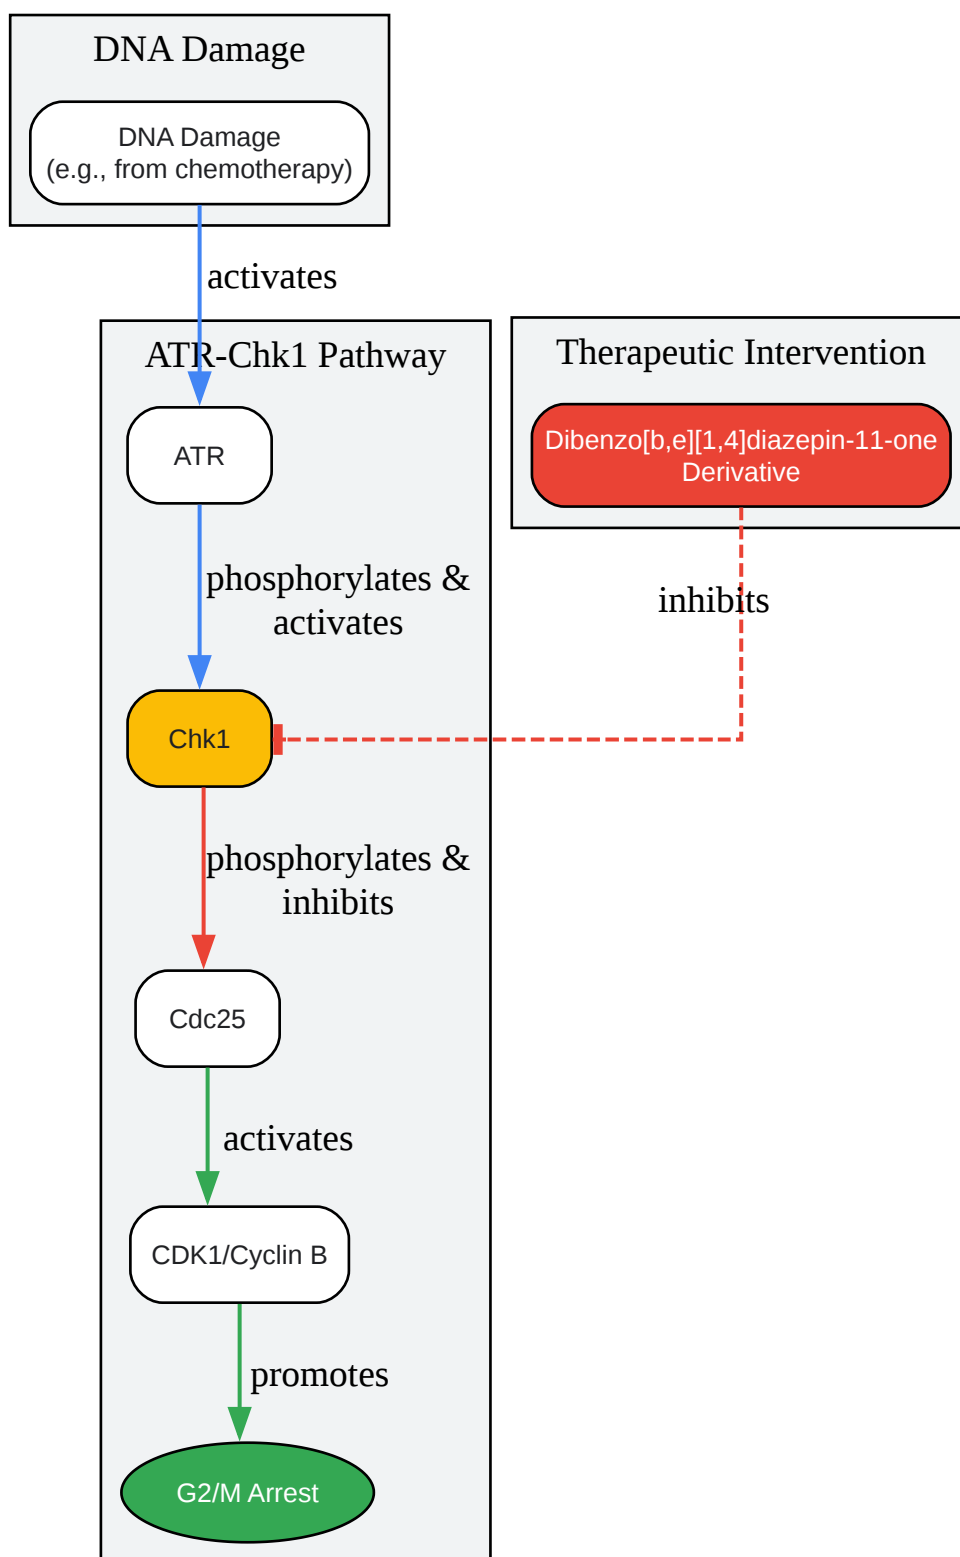 DNA Damage
DNA Damage
(e.g., from chemotherapy)
activates
ATR-Chk1 Pathway
ATR
phosphorylates &
activates
Chk1
phosphorylates &
inhibits
Cdc25
activates
CDK1/Cyclin B
promotes
G2/M Arrest
Therapeutic Intervention
Dibenzo[b,e][1,4]diazepin-11-one
Derivative
inhibits